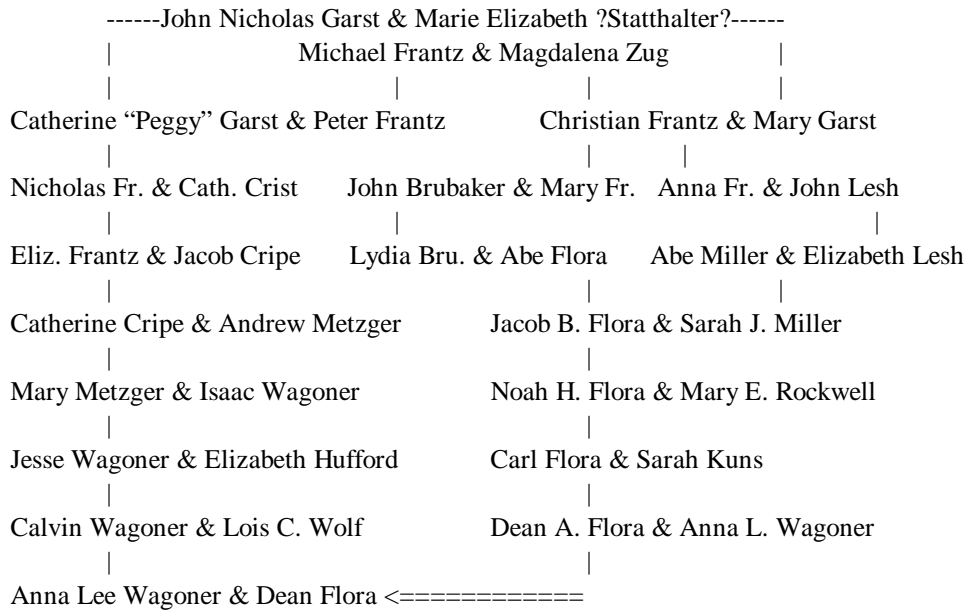 ------John Nicholas Garst & Marie Elizabeth ?Statthalter?------
| Michael Frantz & Magdalena Zug |
| | | |
Catherine “Peggy” Garst & Peter Frantz Christian Frantz & Mary Garst
| | |
Nicholas Fr. & Cath. Crist John Brubaker & Mary Fr. Anna Fr. & John Lesh
| | |
Eliz. Frantz & Jacob Cripe Lydia Bru. & Abe Flora Abe Miller & Elizabeth Lesh
| | |
Catherine Cripe & Andrew Metzger Jacob B. Flora & Sarah J. Miller
| |
Mary Metzger & Isaac Wagoner Noah H. Flora & Mary E. Rockwell
| |
Jesse Wagoner & Elizabeth Hufford Carl Flora & Sarah Kuns
| |
Calvin Wagoner & Lois C. Wolf Dean A. Flora & Anna L. Wagoner
| |
Anna Lee Wagoner & Dean Flora <============